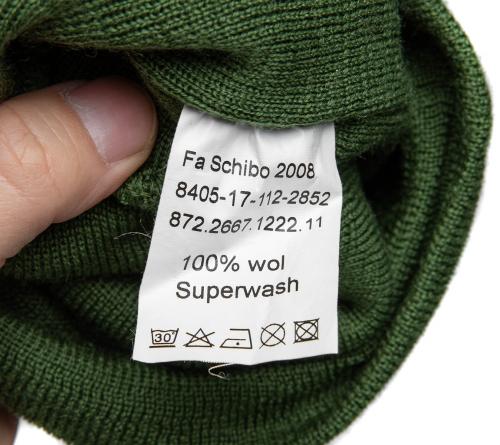 Fa Schibo 2008
8405-17-112-2852
872.2667.1222.11
100% wol
Superwash
30